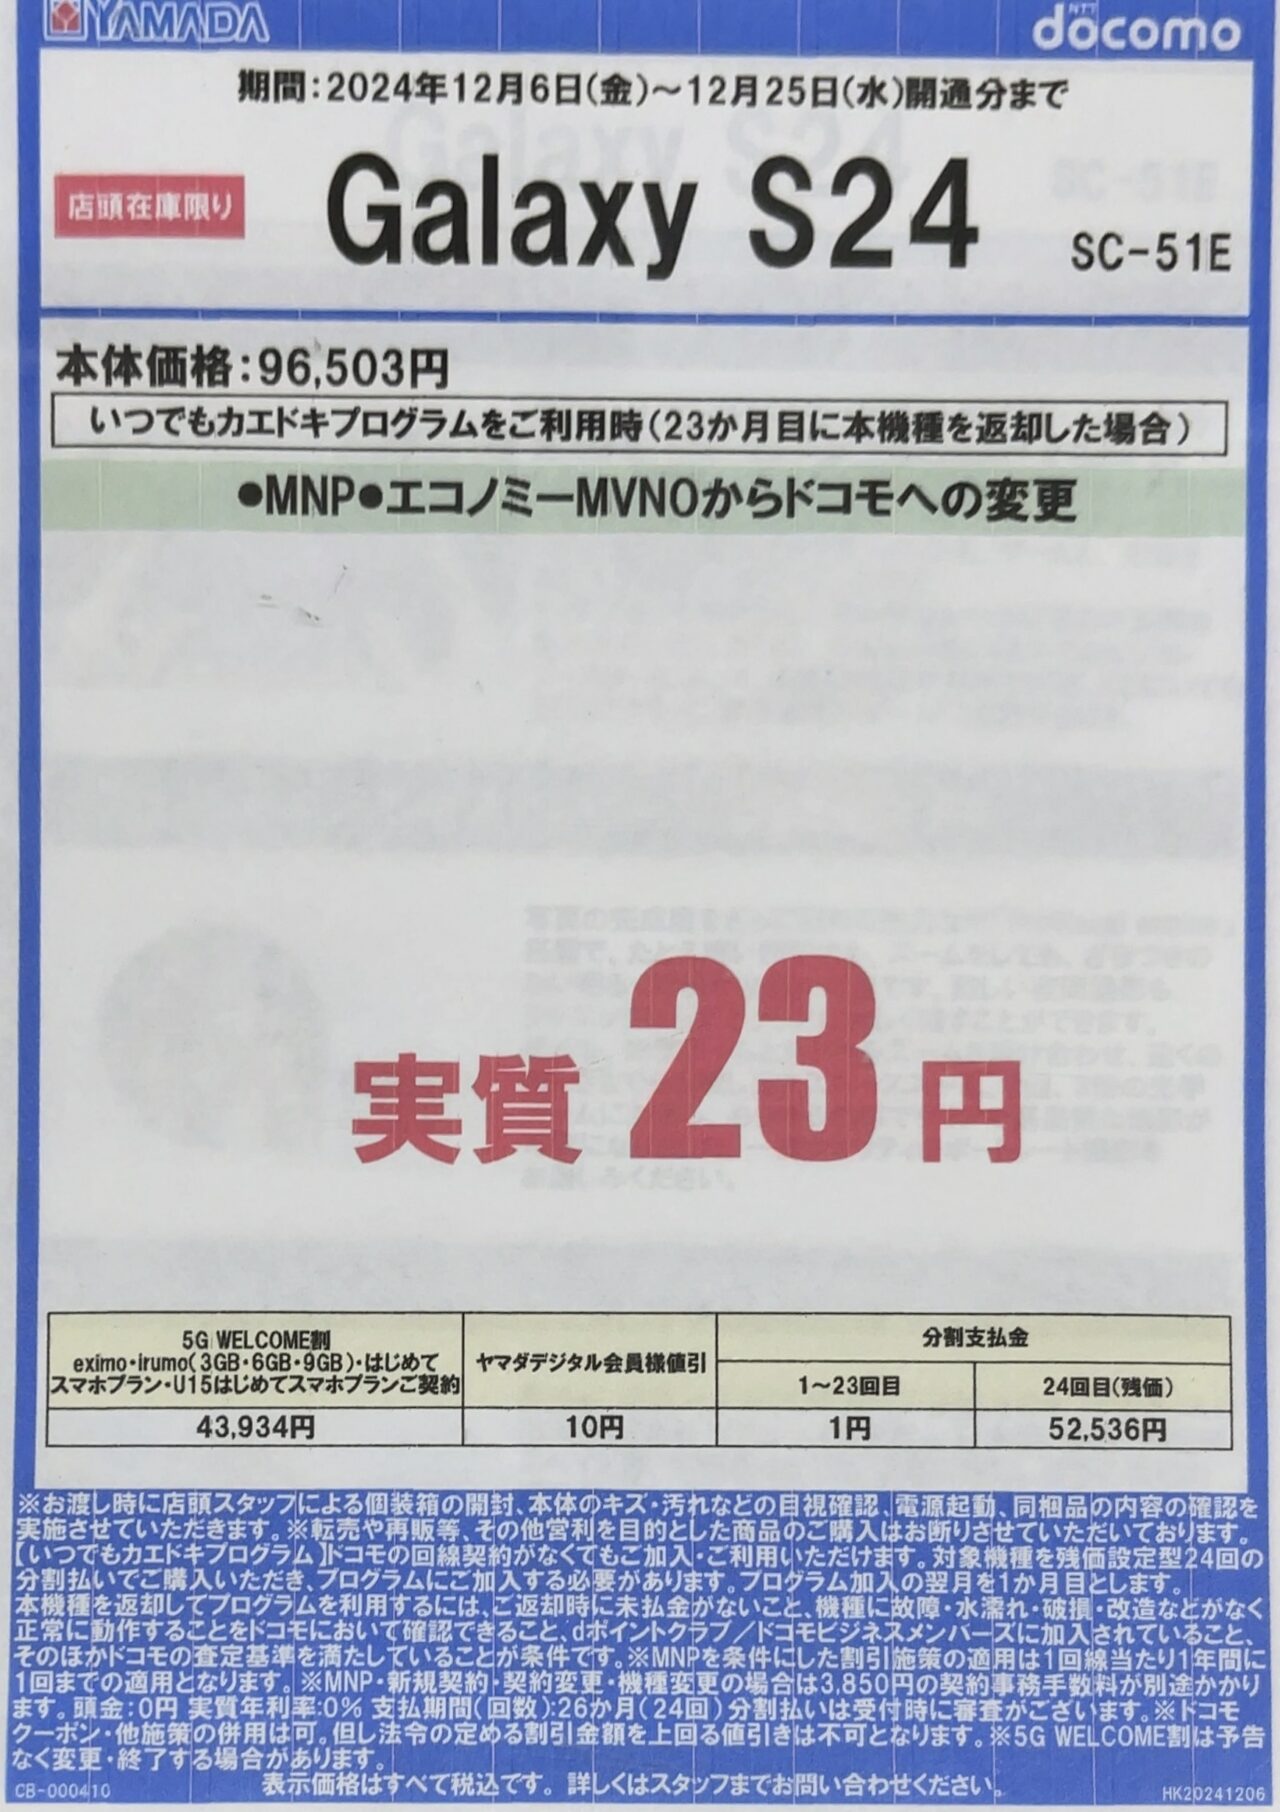 YAMADA
NTT
docomo
期間：2024年12月6日（金）～12月25日（水）開通分まで
店頭在庫限り
Galaxy S24
SC-51E
本体価格：96,503円
いつでもカエドキプログラムをご利用時（23か月目に本機種を返却した場合）
●MNP●エコノミーMVNOからドコモへの変更
実質23円
5G WELCOME割
eximo・irumo（3GB・6GB・9GB）・はじめて
スマホプラン・U15はじめてスマホプランご契約
ヤマダデジタル会員様値引
分割支払金
1～23回目
24回目（残価）
43,934円
10円
1円
52,536円
※お渡し時に店頭スタッフによる個装箱の開封、本体のキズ・汚れなどの目視確認、電源起動、同梱品の内容の確認を
実施させていただきます。※転売や再販等、その他営利を目的とした商品のご購入はお断りさせていただいております。
【いつでもカエドキプログラム】ドコモの回線契約がなくてもご加入・ご利用いただけます。対象機種を残価設定型24回の
分割払いでご購入いただき、プログラムにご加入する必要があります。プログラム加入の翌月を1か月目とします。
本機種を返却してプログラムを利用するには、ご返却時に未払金がないこと、機種に故障・水濡れ・破損・改造などがなく
正常に動作することをドコモにおいて確認できること、dポイントクラブ／ドコモビジネスメンバーズに加入されていること、
そのほかドコモの査定基準を満たしていることが条件です。※MNPを条件にした割引施策の適用は1回線当たり1年間に
1回までの適用となります。※MNP・新規契約・契約変更・機種変更の場合は3,850円の契約事務手数料が別途かかり
ます。頭金：0円 実質年利率：0％ 支払期間（回数）：26か月（24回）分割払いは受付時に審査がございます。※ドコモ
クーポン・他施策の併用は可。但し法令の定める割引金額を上回る値引きは不可となります。※5G WELCOME割は予告
なく変更・終了する場合があります。
表示価格はすべて税込です。詳しくはスタッフまでお問い合わせください。
CB-000410
HK20241206